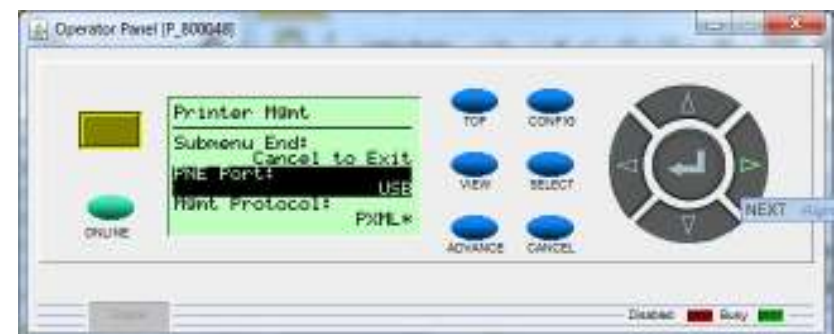 Operator Panel [P_800048]
Printer Mgmt
Submenu End:
Cancel to Exit
PNE Port:
USB
Mgmt Protocol:
PXML*
ONLINE
TOP
CONFIG
VIEW
SELECT
ADVANCE
CANCEL
NEXT
Disabled
Busy